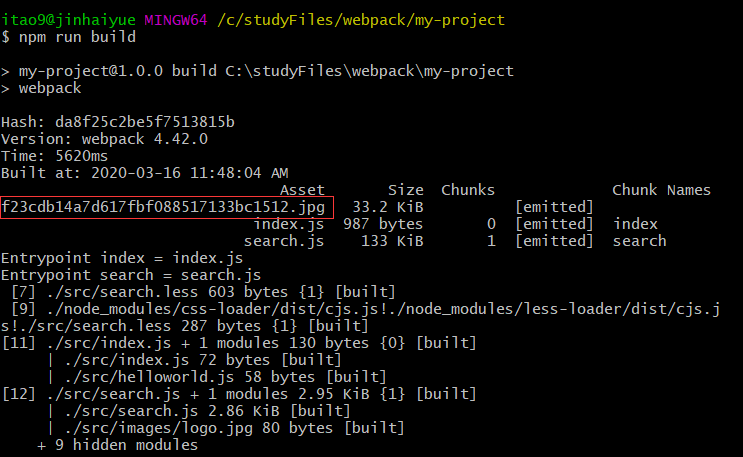 itao9@jinhaiyue MINGW64 /c/studyFiles/webpack/my-project
$ npm run build
> my-project@1.0.0 build C:\studyFiles\webpack\my-project
> webpack
Hash: da8f25c2be5f7513815b
Version: webpack 4.42.0
Time: 5620ms
Built at: 2020-03-16 11:48:04 AM
Asset Size Chunks Chunk Names
f23cdb14a7d617fbf088517133bc1512.jpg 33.2 KiB [emitted]
index.js 987 bytes 0 [emitted] index
search.js 133 KiB 1 [emitted] search
Entrypoint index = index.js
Entrypoint search = search.js
[7] ./src/search.less 603 bytes {1} [built]
[9] ./node_modules/css-loader/dist/cjs.js!./node_modules/less-loader/dist/cjs.j
s!./src/search.less 287 bytes {1} [built]
[11] ./src/index.js + 1 modules 130 bytes {0} [built]
| ./src/index.js 72 bytes [built]
| ./src/helloworld.js 58 bytes [built]
[12] ./src/search.js + 1 modules 2.95 KiB {1} [built]
| ./src/search.js 2.86 KiB [built]
| ./src/images/logo.jpg 80 bytes [built]
+ 9 hidden modules